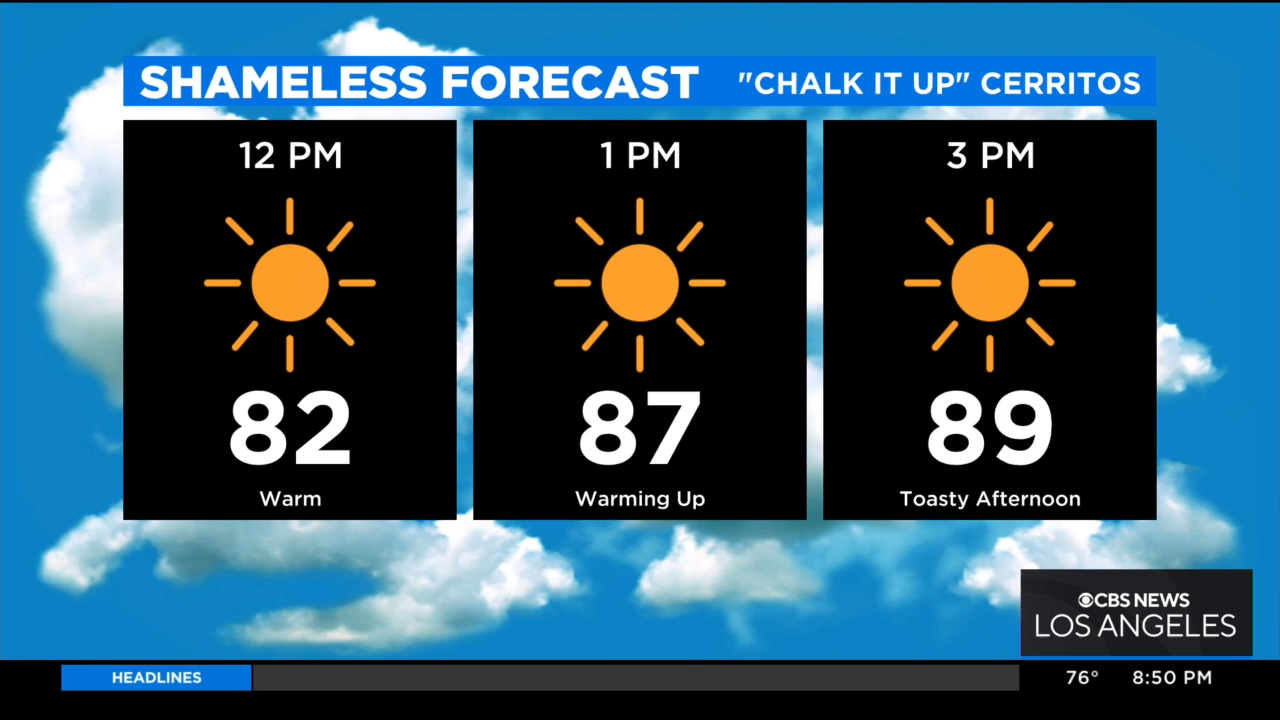 SHAMELESS FORECAST "CHALK IT UP" CERRITOS
12 PM
82
Warm
1 PM
87
Warming Up
3 PM
89
Toasty Afternoon
CBS NEWS
LOS ANGELES
HEADLINES 76° 8:50 PM